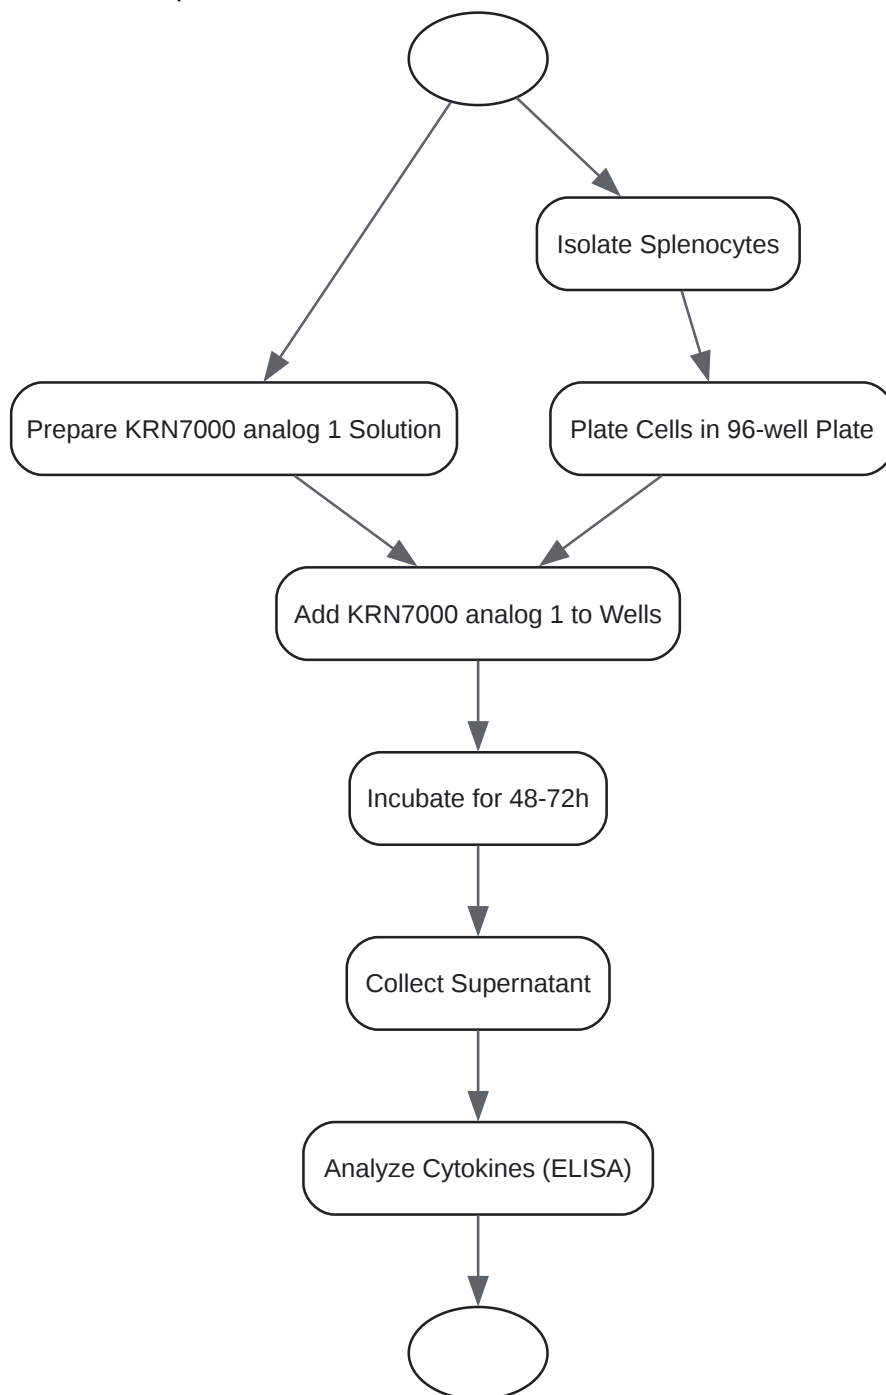 Isolate Splenocytes
Prepare KRN7000 analog 1 Solution
Plate Cells in 96-well Plate
Add KRN7000 analog 1 to Wells
Incubate for 48-72h
Collect Supernatant
Analyze Cytokines (ELISA)